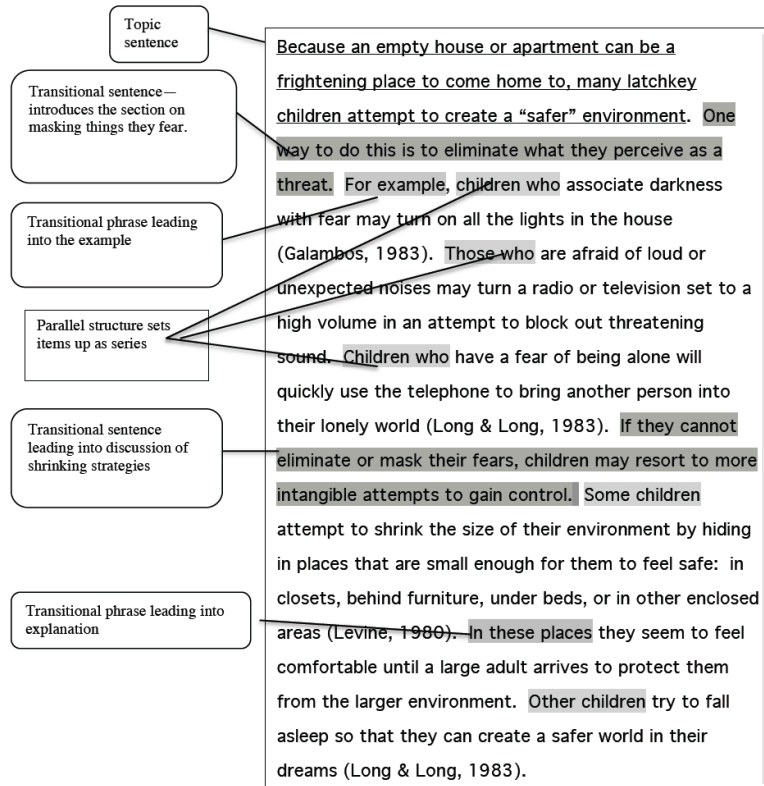 Topic
sentence
Transitional sentence—
introduces the section on
masking things they fear.
Transitional phrase leading
into the example
Parallel structure sets
items up as series
Transitional sentence
leading into discussion of
shrinking strategies
Transitional phrase leading into
explanation
Because an empty house or apartment can be a
frightening place to come home to, many latchkey
children attempt to create a “safer” environment.  One
way to do this is to eliminate what they perceive as a
threat.  For example, children who associate darkness
with fear may turn on all the lights in the house
(Galambos, 1983).  Those who are afraid of loud or
unexpected noises may turn a radio or television set to a
high volume in an attempt to block out threatening
sound.  Children who have a fear of being alone will
quickly use the telephone to bring another person into
their lonely world (Long & Long, 1983).  If they cannot
eliminate or mask their fears, children may resort to more
intangible attempts to gain control.  Some children
attempt to shrink the size of their environment by hiding
in places that are small enough for them to feel safe:  in
closets, behind furniture, under beds, or in other enclosed
areas (Levine, 1980).  In these places they seem to feel
comfortable until a large adult arrives to protect them
from the larger environment.  Other children try to fall
asleep so that they can create a safer world in their
dreams (Long & Long, 1983).